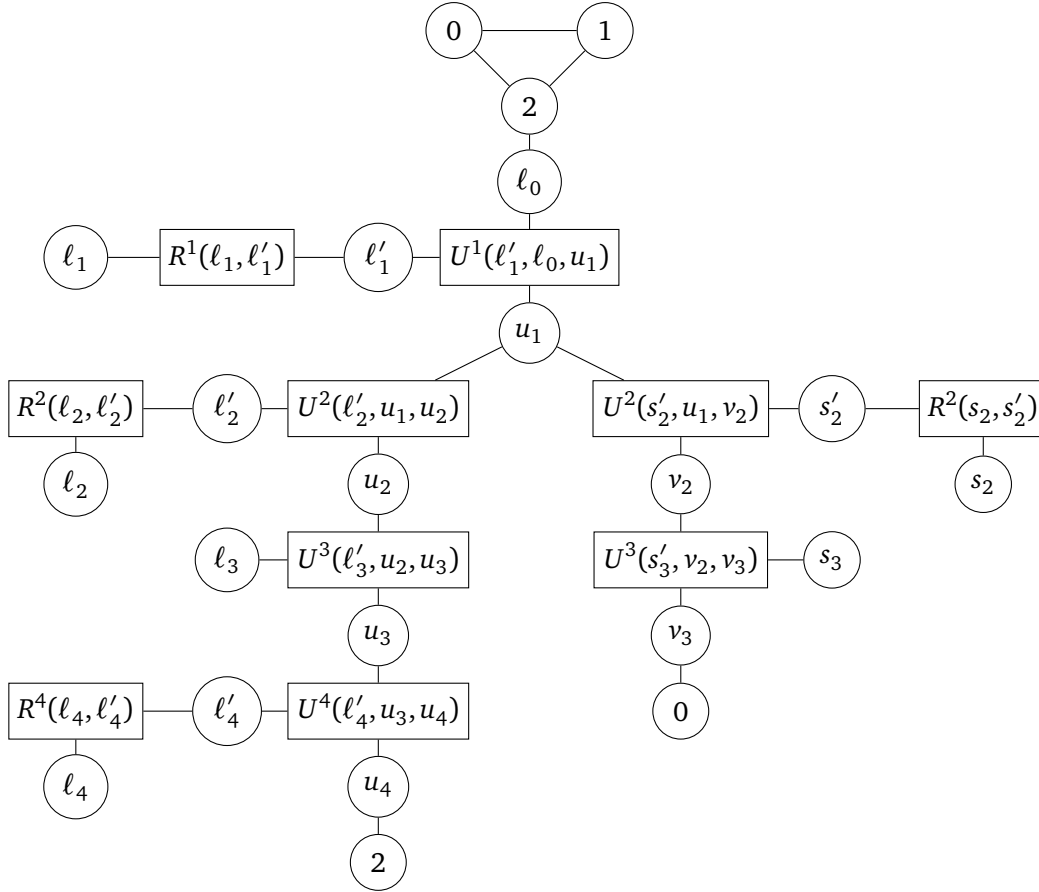 0 1
2
ℓ₀
ℓ₁ R¹(ℓ₁, ℓ′₁) ℓ′₁ U¹(ℓ′₁, ℓ₀, u₁)
u₁
R²(ℓ₂, ℓ′₂) ℓ′₂ U²(ℓ′₂, u₁, u₂) U²(s′₂, u₁, v₂) s′₂ R²(s₂, s′₂)
ℓ₂ u₂ v₂ s₂
ℓ₃ U³(ℓ′₃, u₂, u₃) U³(s′₃, v₂, v₃) s₃
u₃ v₃
R⁴(ℓ₄, ℓ′₄) ℓ′₄ U⁴(ℓ′₄, u₃, u₄) 0
ℓ₄ u₄
2